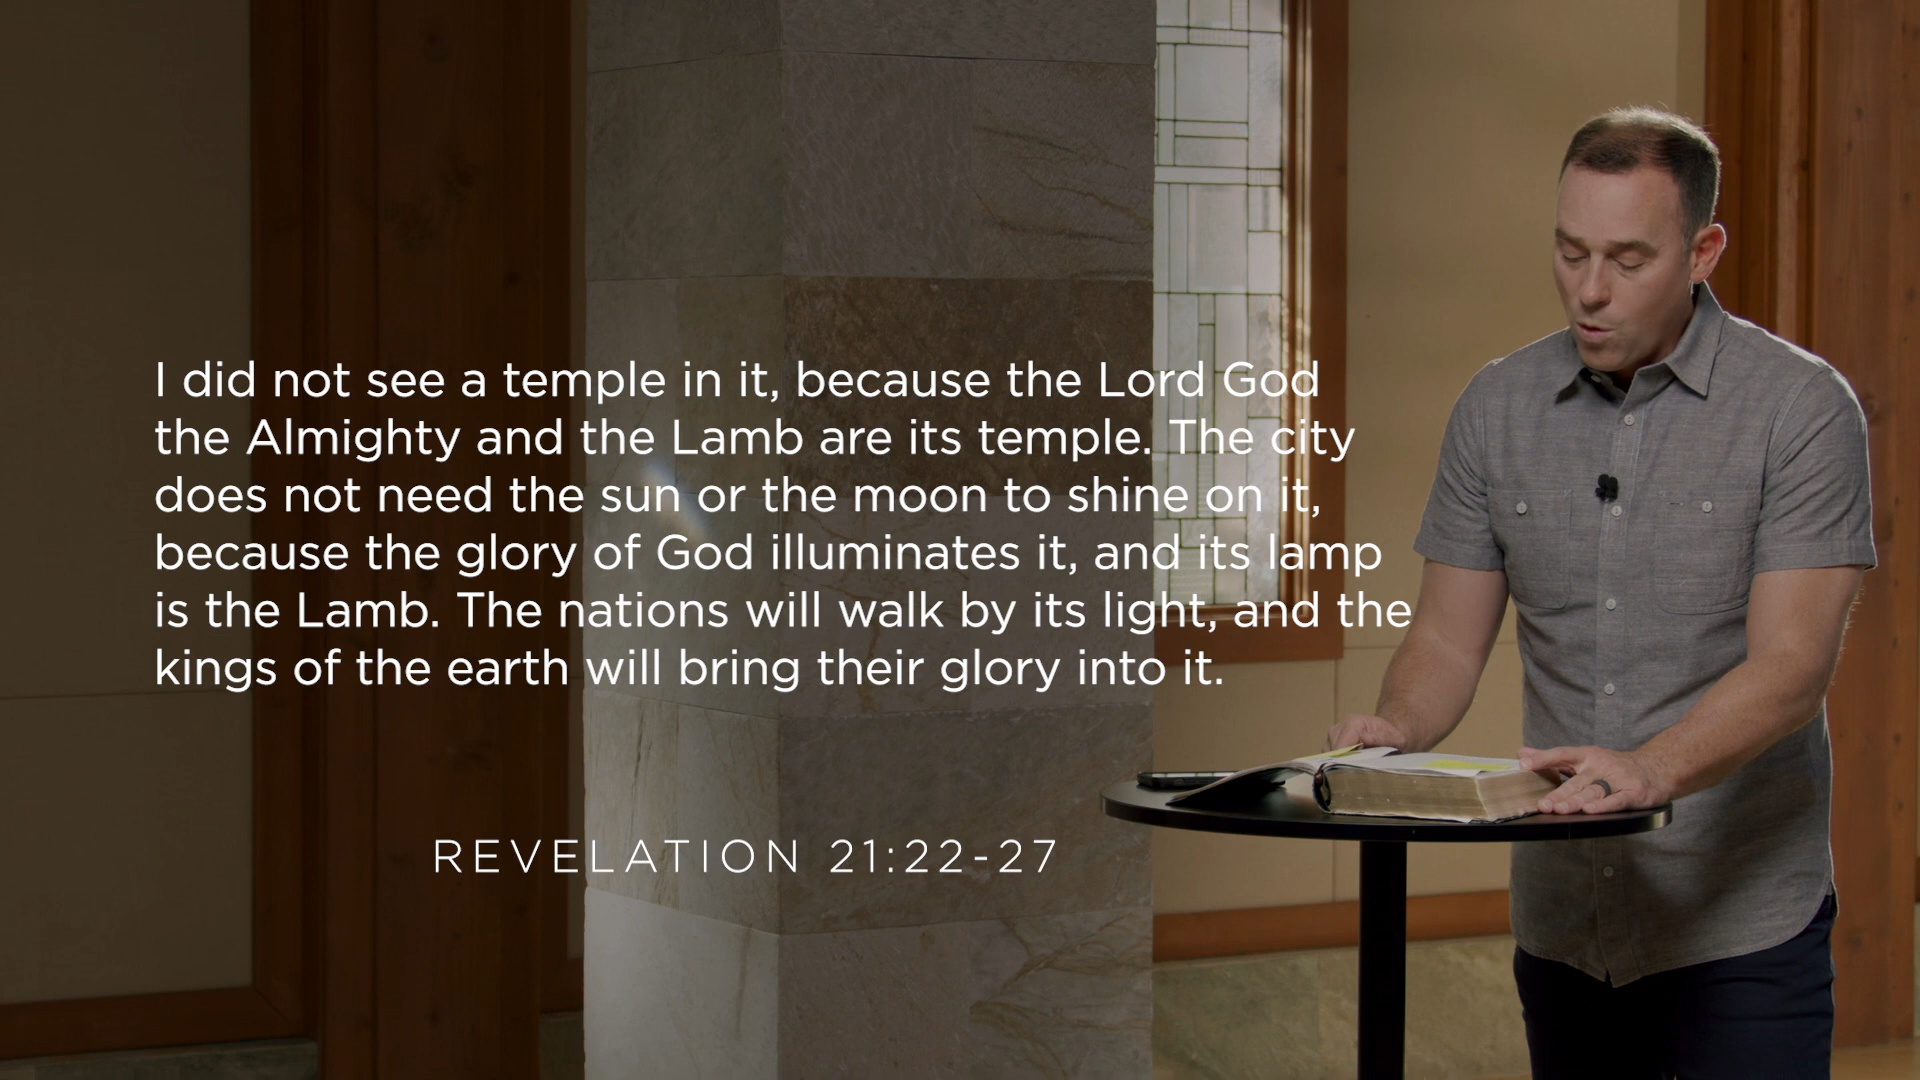 I did not see a temple in it, because the Lord God
the Almighty and the Lamb are its temple. The city
does not need the sun or the moon to shine on it,
because the glory of God illuminates it, and its lamp
is the Lamb. The nations will walk by its light, and the
kings of the earth will bring their glory into it.
REVELATION 21:22-27